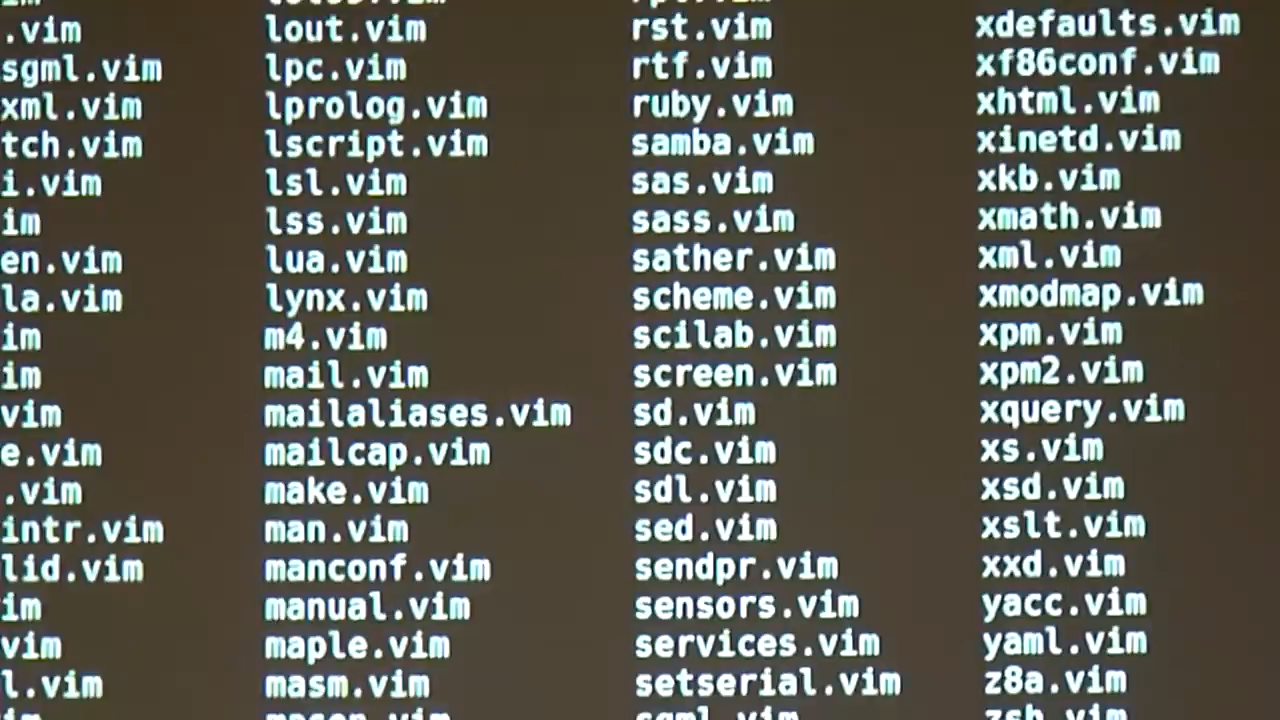 .vim lout.vim rst.vim xdefaults.vim
sgml.vim lpc.vim rtf.vim xf86conf.vim
xml.vim lprolog.vim ruby.vim xhtml.vim
tch.vim lscript.vim samba.vim xinetd.vim
i.vim lsl.vim sas.vim xkb.vim
im lss.vim sass.vim xmath.vim
en.vim lua.vim sather.vim xml.vim
la.vim lynx.vim scheme.vim xmodmap.vim
im m4.vim scilab.vim xpm.vim
im mail.vim screen.vim xpm2.vim
vim mailaliases.vim sd.vim xquery.vim
e.vim mailcap.vim sdc.vim xs.vim
.vim make.vim sdl.vim xsd.vim
intr.vim man.vim sed.vim xslt.vim
lid.vim manconf.vim sendpr.vim xxd.vim
im manual.vim sensors.vim yacc.vim
vim maple.vim services.vim yaml.vim
l.vim masm.vim setserial.vim z8a.vim
sgml.vim zsh.vim